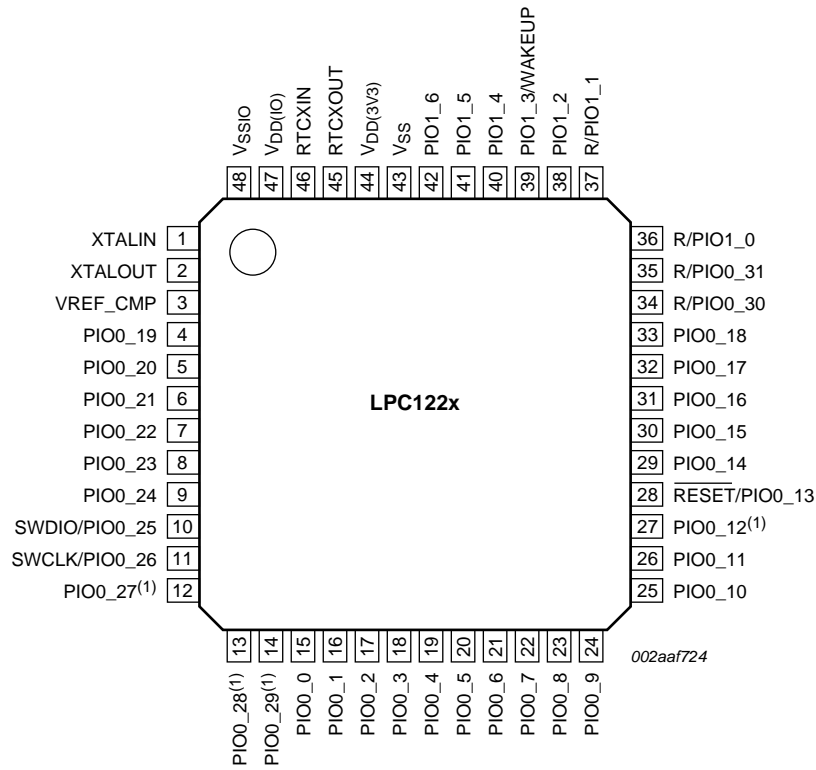 VSSIO
VDD(IO)
RTCXIN
RTCXOUT
VDD(3V3)
VSS
PIO1_6
PIO1_5
PIO1_4
PIO1_3/WAKEUP
PIO1_2
R/PIO1_1
48 47 46 45 44 43 42 41 40 39 38 37
XTALIN 1
XTALOUT 2
VREF_CMP 3
PIO0_19 4
PIO0_20 5
PIO0_21 6
PIO0_22 7
PIO0_23 8
PIO0_24 9
SWDIO/PIO0_25 10
SWCLK/PIO0_26 11
PIO0_27(1) 12
LPC122x
36 R/PIO1_0
35 R/PIO0_31
34 R/PIO0_30
33 PIO0_18
32 PIO0_17
31 PIO0_16
30 PIO0_15
29 PIO0_14
28 RESET/PIO0_13
27 PIO0_12(1)
26 PIO0_11
25 PIO0_10
13 14 15 16 17 18 19 20 21 22 23 24
PIO0_28(1)
PIO0_29(1)
PIO0_0
PIO0_1
PIO0_2
PIO0_3
PIO0_4
PIO0_5
PIO0_6
PIO0_7
PIO0_8
PIO0_9
002aaf724